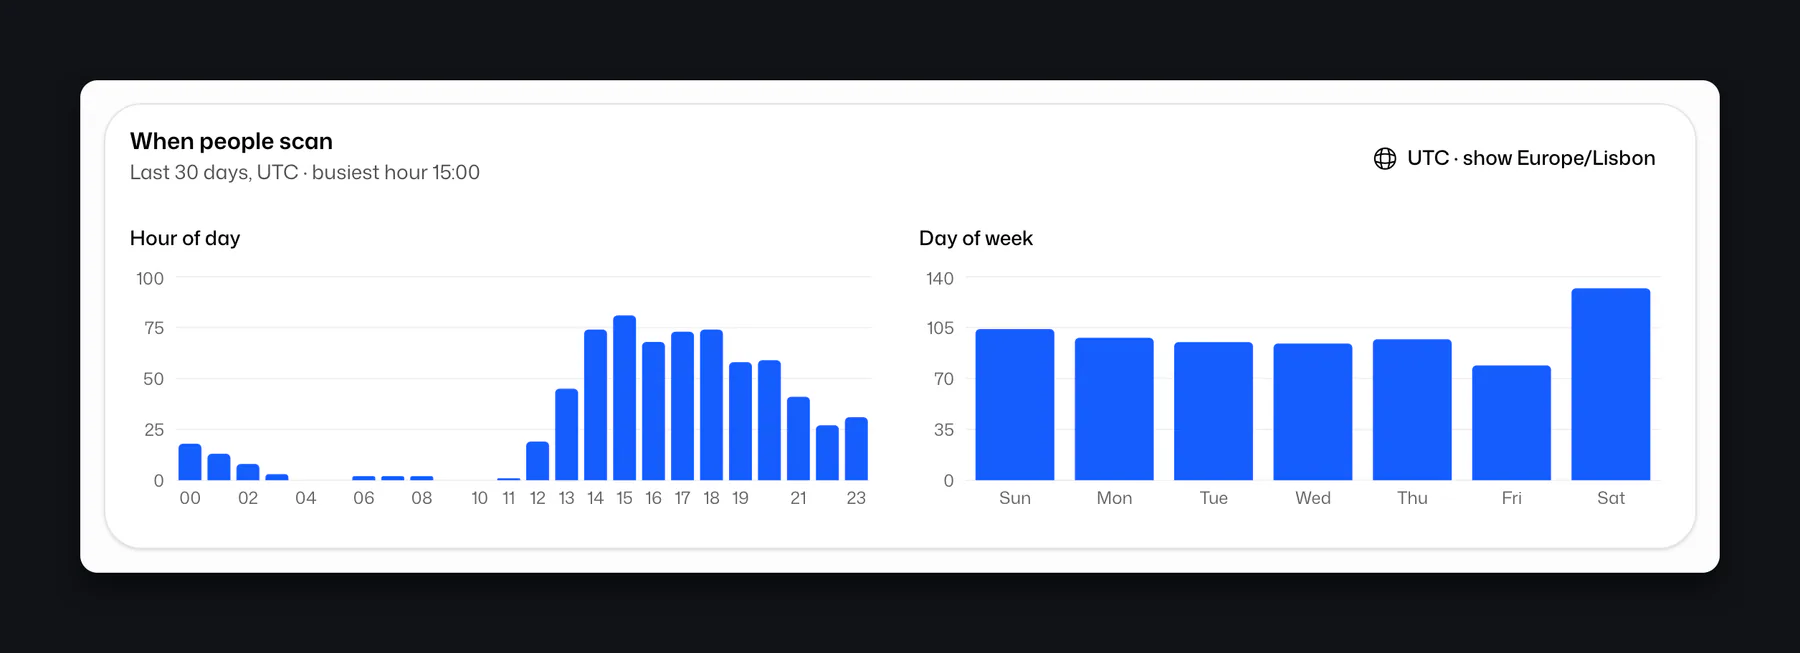 When people scan
Last 30 days, UTC · busiest hour 15:00
UTC · show Europe/Lisbon
Hour of day
100
75
50
25
0
00 02 04 06 08 10 11 12 13 14 15 16 17 18 19 21 23
Day of week
140
105
70
35
0
Sun Mon Tue Wed Thu Fri Sat